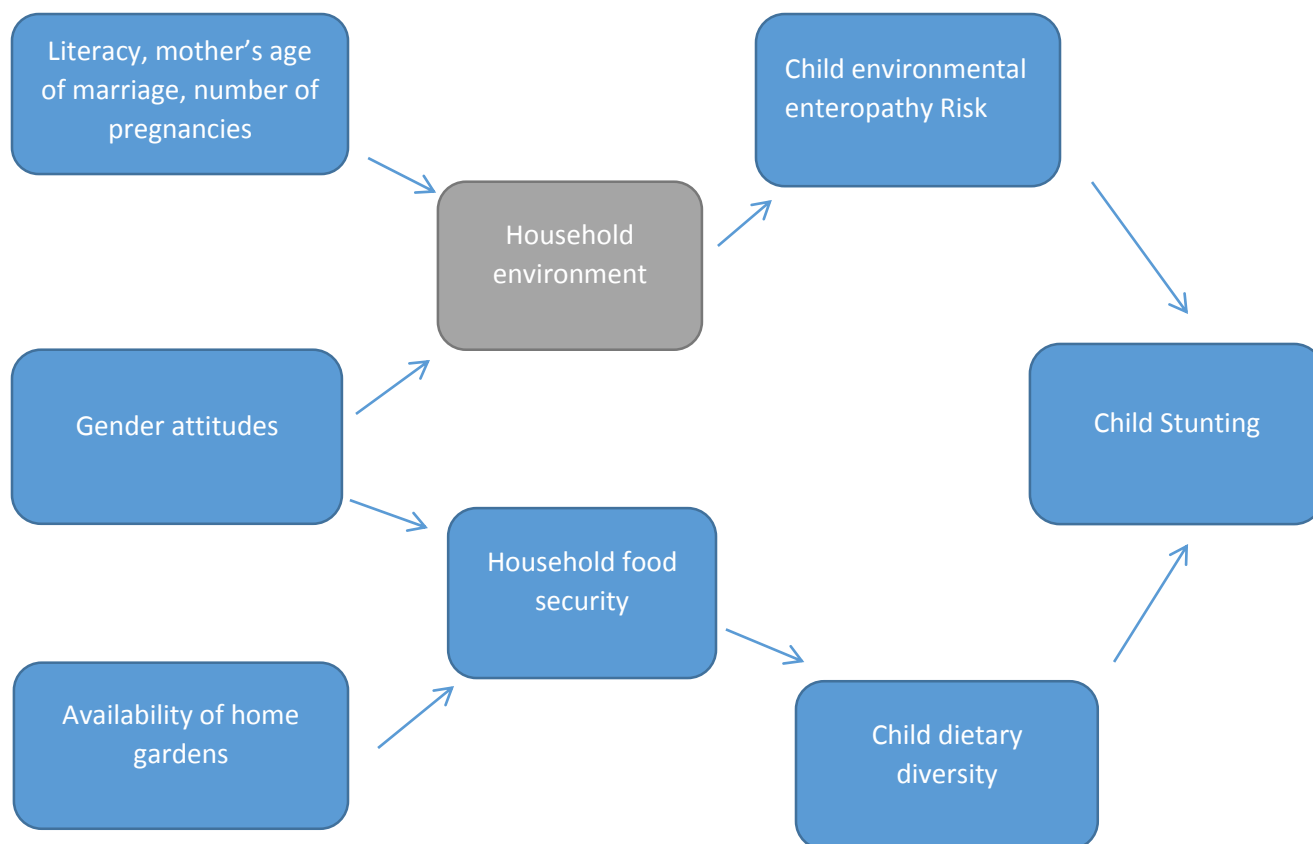 Literacy, mother’s age
of marriage, number of
pregnancies
Child environmental
enteropathy Risk
Household
environment
Gender attitudes
Child Stunting
Household food
security
Availability of home
gardens
Child dietary
diversity